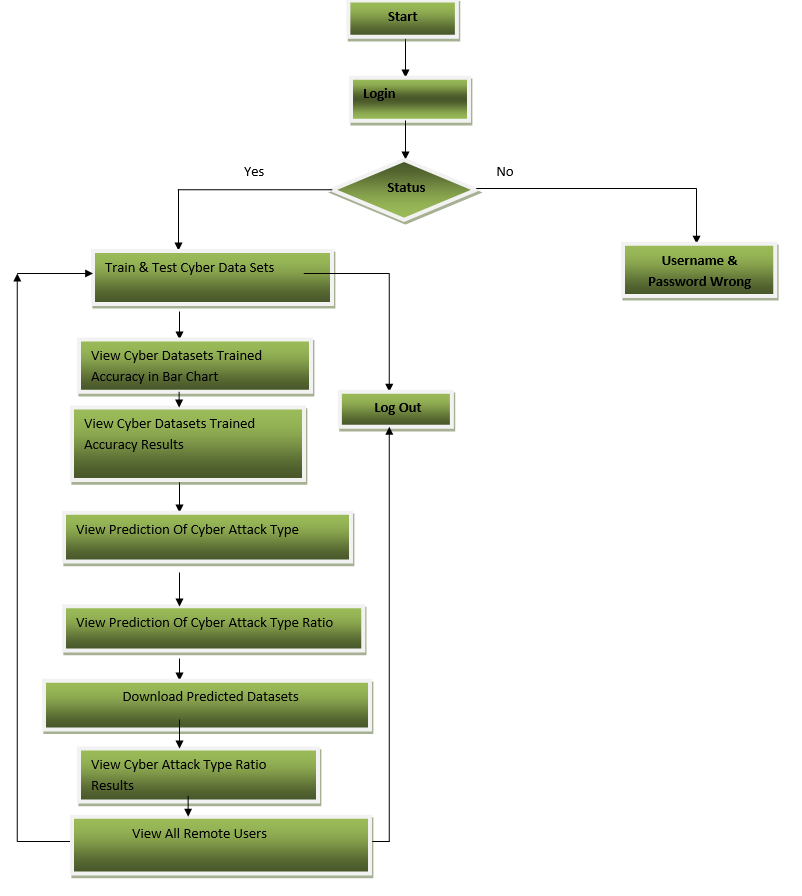 Start
Login
Yes
No
Status
Train & Test Cyber Data Sets
Username &
Password Wrong
View Cyber Datasets Trained
Accuracy in Bar Chart
Log Out
View Cyber Datasets Trained
Accuracy Results
View Prediction Of Cyber Attack Type
View Prediction Of Cyber Attack Type Ratio
Download Predicted Datasets
View Cyber Attack Type Ratio
Results
View All Remote Users